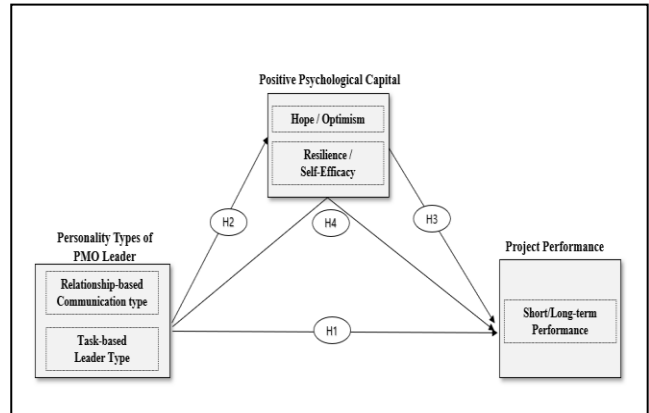 Positive Psychological Capital
Hope / Optimism
Resilience /
Self-Efficacy
H2
H4
H3
Personality Types of
PMO Leader
Relationship-based
Communication type
Task-based
Leader Type
H1
Project Performance
Short/Long-term
Performance